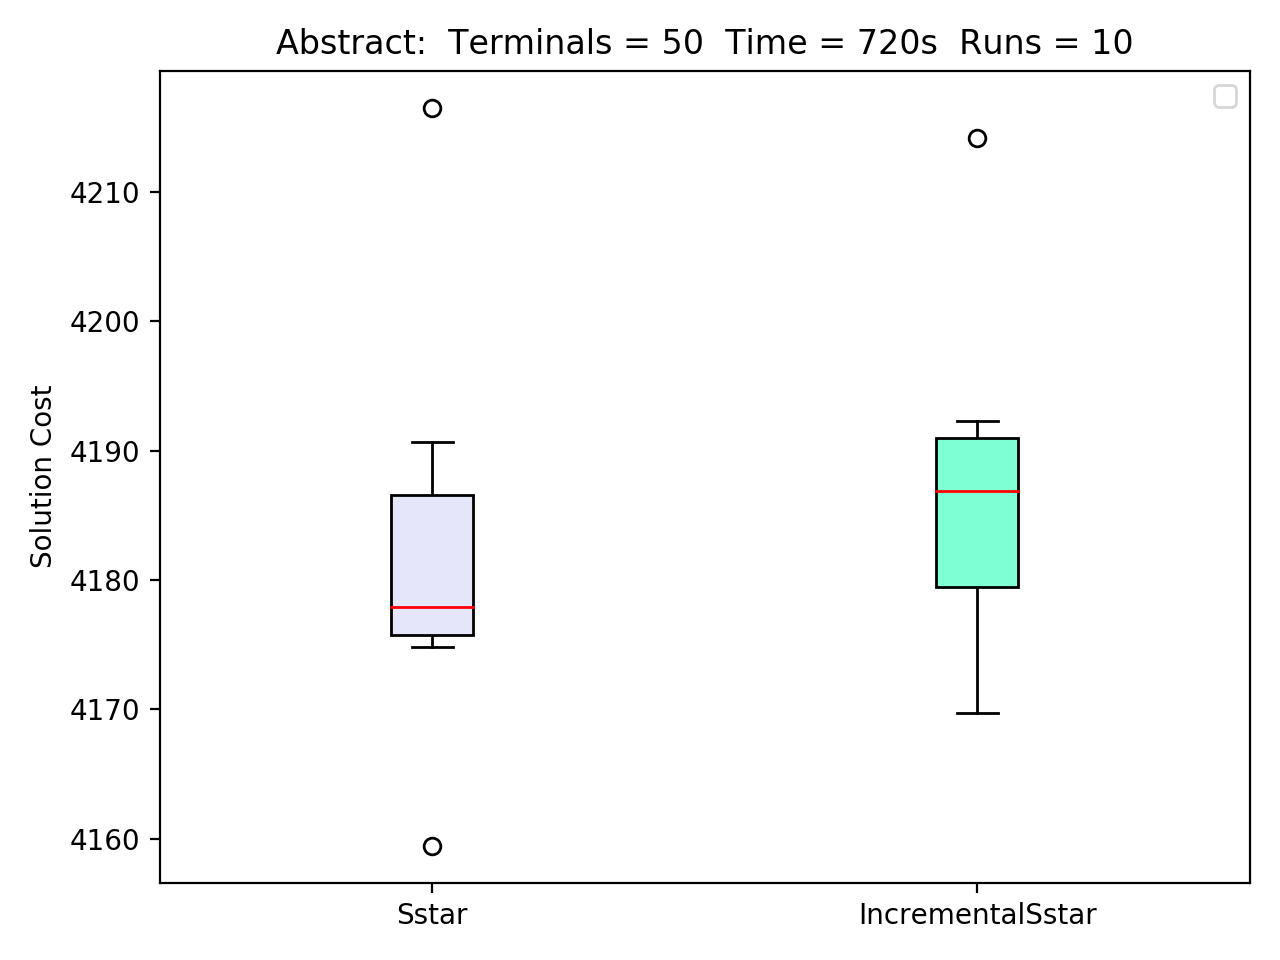 Abstract:  Terminals = 50  Time = 720s  Runs = 10
4210
4200
4190
4180
4170
4160
Solution Cost
Sstar
IncrementalSstar